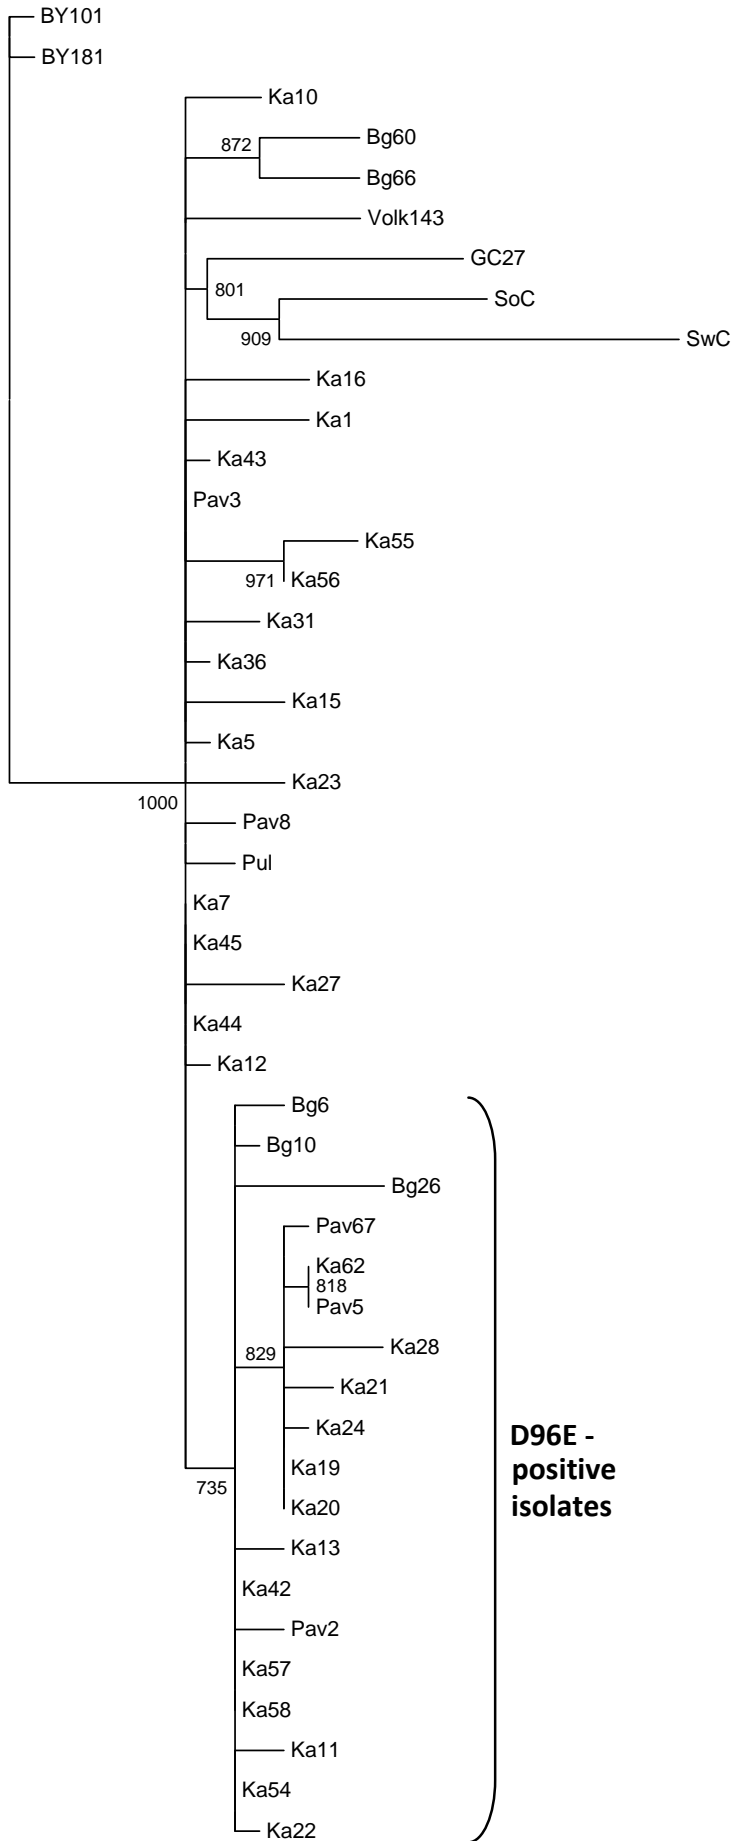 BY101
BY181
Ka10
872
Bg60
Bg66
Volk143
GC27
801
SoC
909
SwC
Ka16
Ka1
Ka43
Pav3
Ka55
971
Ka56
Ka31
Ka36
Ka15
Ka5
Ka23
1000
Pav8
Pul
Ka7
Ka45
Ka27
Ka44
Ka12
Bg6
Bg10
Bg26
Pav67
Ka62
818
Pav5
829
Ka28
Ka21
Ka24
Ka19
735
Ka20
Ka13
Ka42
Pav2
Ka57
Ka58
Ka11
Ka54
Ka22
D96E -
positive
isolates